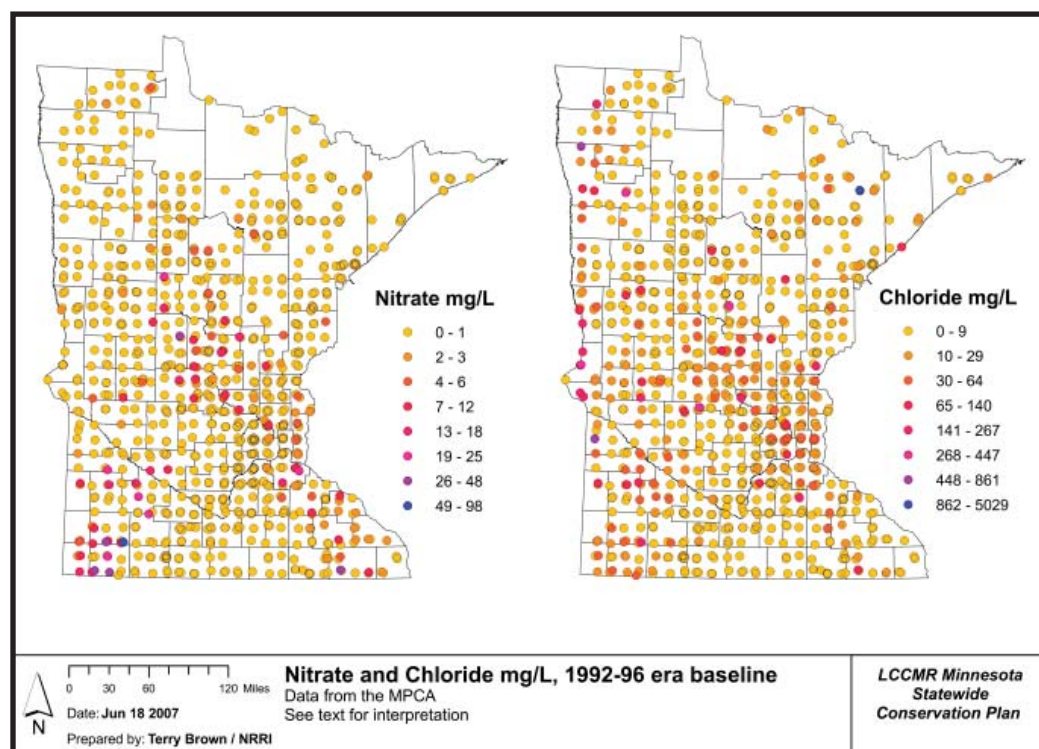 Nitrate mg/L
0 - 1
2 - 3
4 - 6
7 - 12
13 - 18
19 - 25
26 - 48
49 - 98
Chloride mg/L
0 - 9
10 - 29
30 - 64
65 - 140
141 - 267
268 - 447
448 - 861
862 - 5029
N
0 30 60 120 Miles
Date: Jun 18 2007
Prepared by: Terry Brown / NRRI
Nitrate and Chloride mg/L, 1992-96 era baseline
Data from the MPCA
See text for interpretation
LCCMR Minnesota
Statewide
Conservation Plan